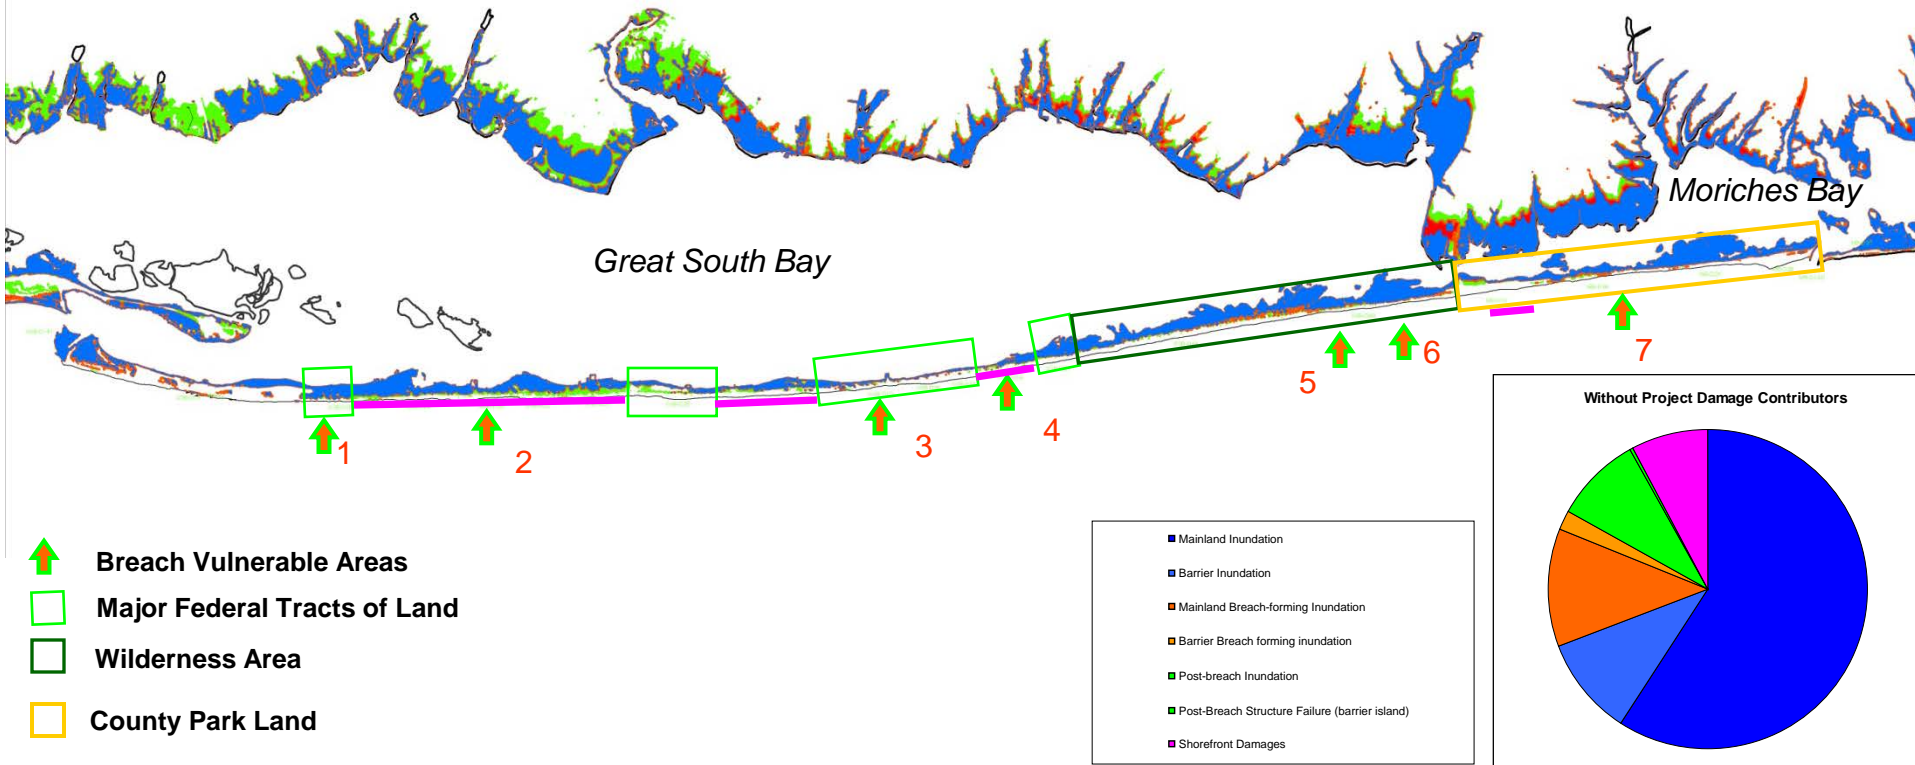 Moriches Bay
Great South Bay
1
2
3
4
5
6
7
Breach Vulnerable Areas
Major Federal Tracts of Land
Wilderness Area
County Park Land
Mainland Inundation
Barrier Inundation
Mainland Breach-forming Inundation
Barrier Breach forming inundation
Post-breach Inundation
Post-Breach Structure Failure (barrier island)
Shorefront Damages
Without Project Damage Contributors